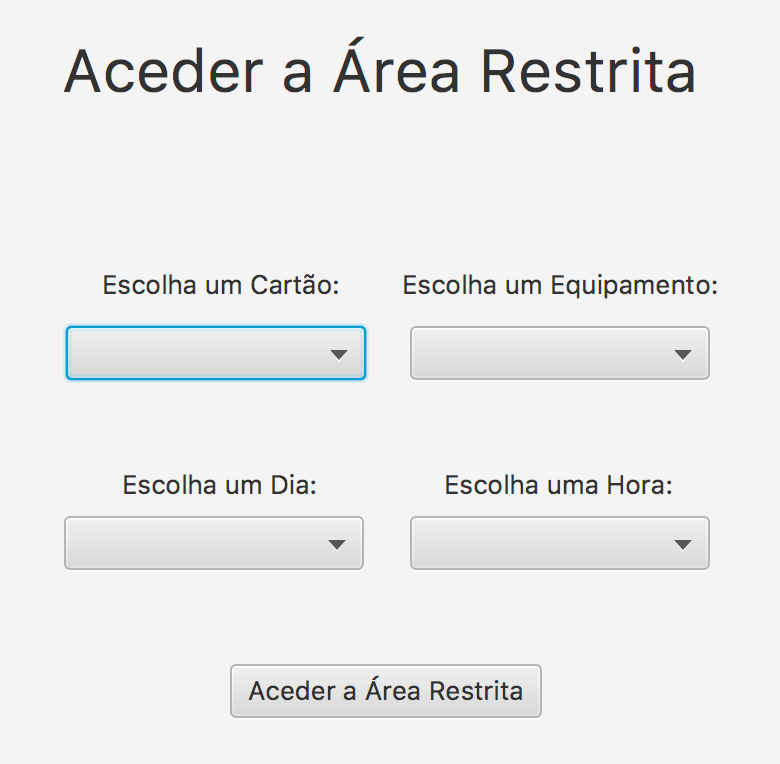 Aceder a Área Restrita
Escolha um Cartão:
Escolha um Equipamento:
Escolha um Dia:
Escolha uma Hora:
Aceder a Área Restrita